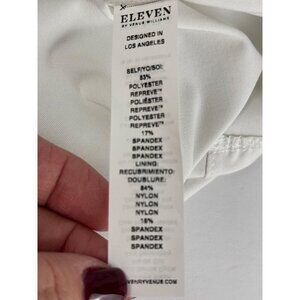 ELEVEN
BY VENUS WILLIAMS
DESIGNED IN
LOS ANGELES
SELF/YO/SOI:
83%
POLYESTER
REPREVE™
POLIÉSTER
REPREVE™
POLYESTER
REPREVE™
17%
SPANDEX
SPANDEX
SPANDEX
LINING:
RECUBRIMIENTO:
DOUBLURE:
84%
NYLON
NYLON
NYLON
16%
SPANDEX
SPANDEX
SPANDEX